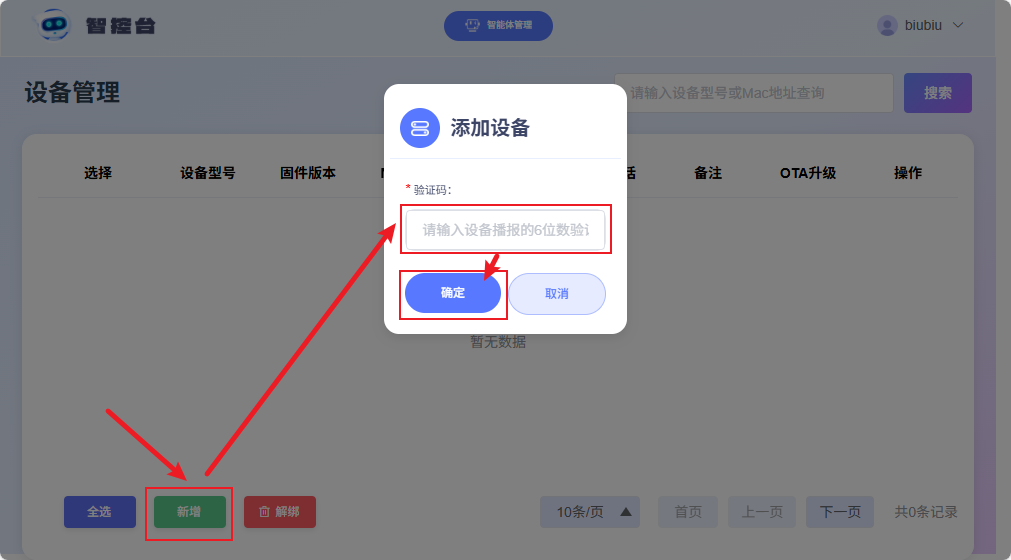 智控台
智能体管理
biubiu
设备管理
请输入设备型号或Mac地址查询
搜索
添加设备
选择
设备型号
固件版本
备注
OTA升级
操作
* 验证码:
请输入设备播报的6位数验
确定
取消
暂无数据
全选
新增
解绑
10条/页
首页
上一页
下一页
共0条记录